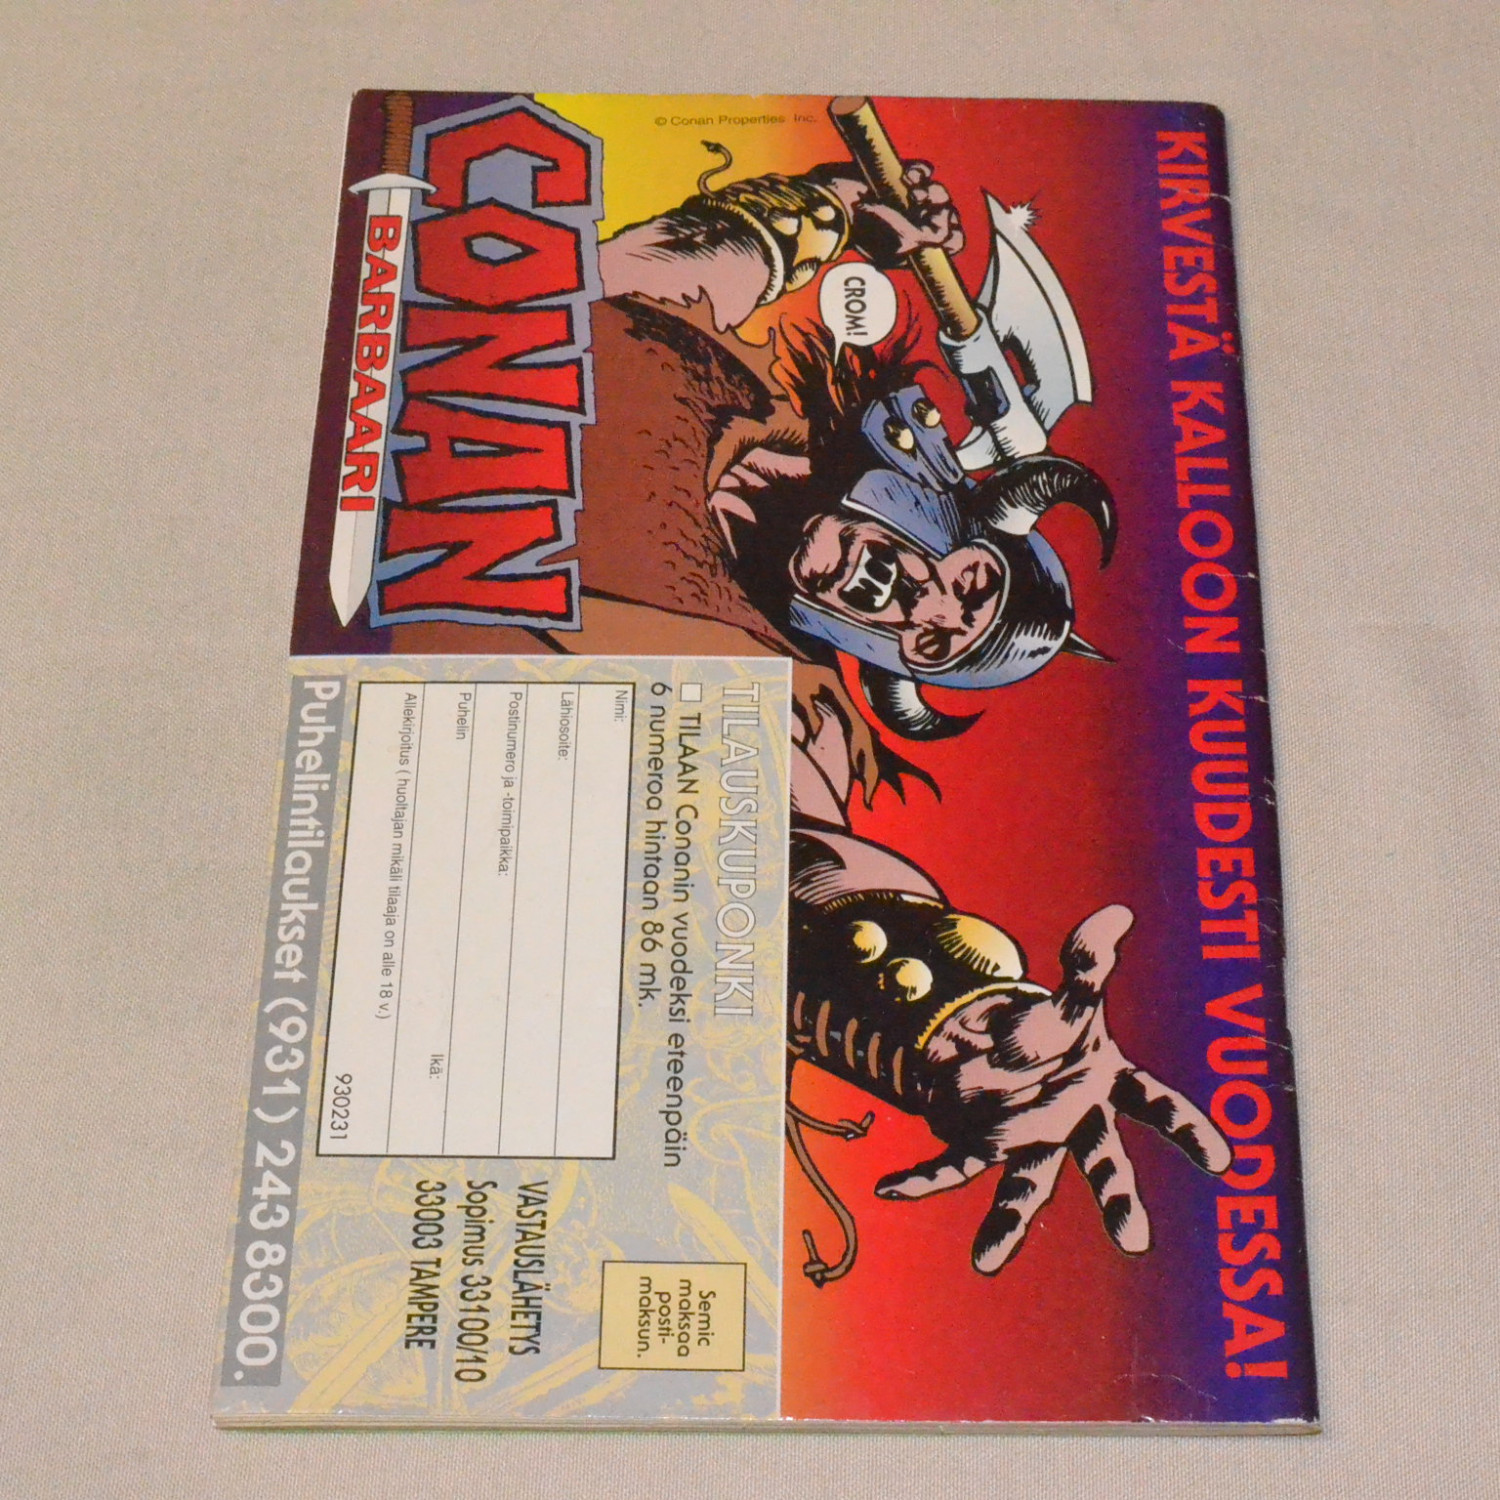 KIRVESTÄ KALLOON KUUDESTI VUODESSA!
© Conan Properties Inc.
CROM!
CONAN
BARBAARI
TILAUSKUPONKI
TILAAN Conanin vuodeksi eteenpäin
6 numeroa hintaan 86 mk.
Nimi:
Lähiosoite:
Postinumero ja -toimipaikka:
Puhelin
Ikä:
Allekirjoitus ( huoltajan mikäli tilaaja on alle 18 v.)
930231
Semic
maksaa
posti-
maksun.
VASTAUSLÄHETYS
Sopimus 33100/10
33003 TAMPERE
Puhelintilaukset (931) 243 8300.